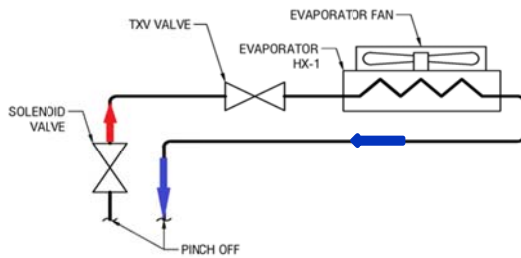 EVAPORATOR FAN
TXV VALVE
EVAPORATOR
HX-1
SOLENOID
VALVE
PINCH OFF